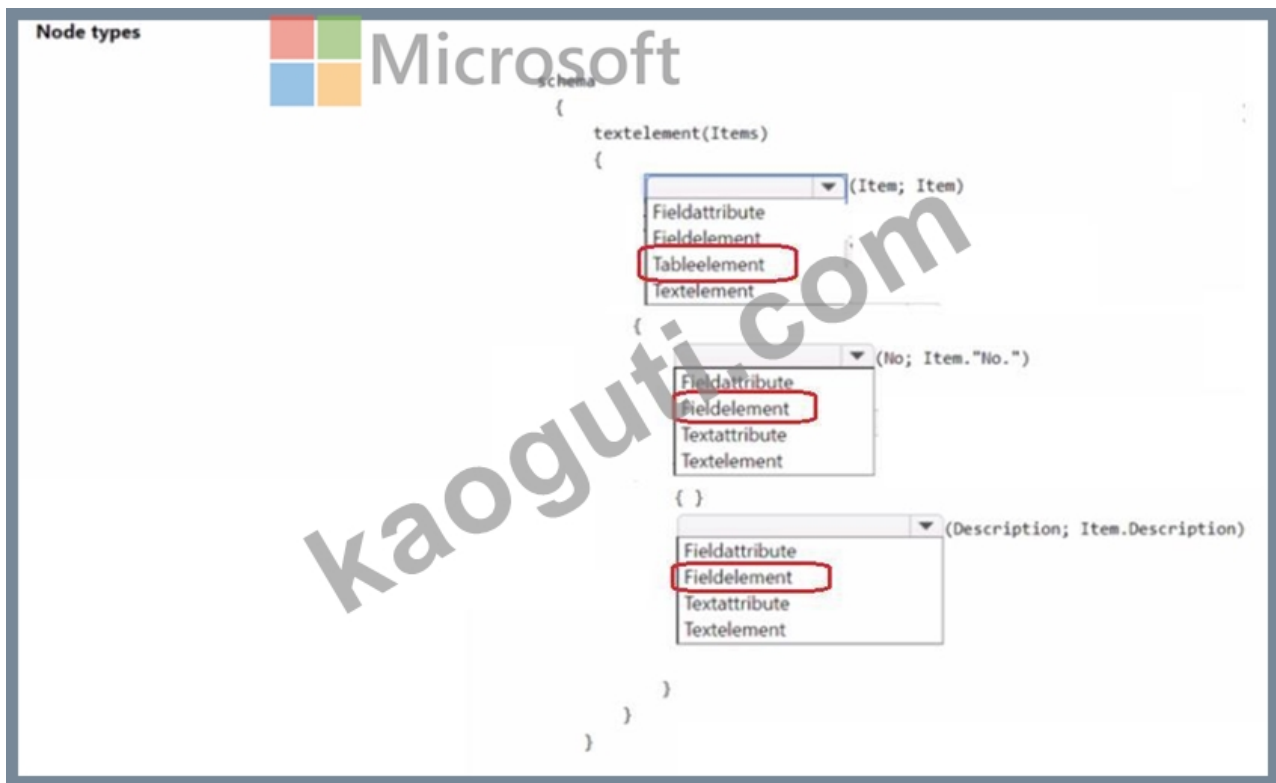 Node types
Microsoft
schema
{
textelement(Items)
{
(Item; Item)
Fieldattribute
Fieldelement
Tableelement
Textelement
{
(No; Item."No.")
Fieldattribute
Fieldelement
Textattribute
Textelement
{ }
(Description; Item.Description)
Fieldattribute
Fieldelement
Textattribute
Textelement
}
}
}
kaoguti.com